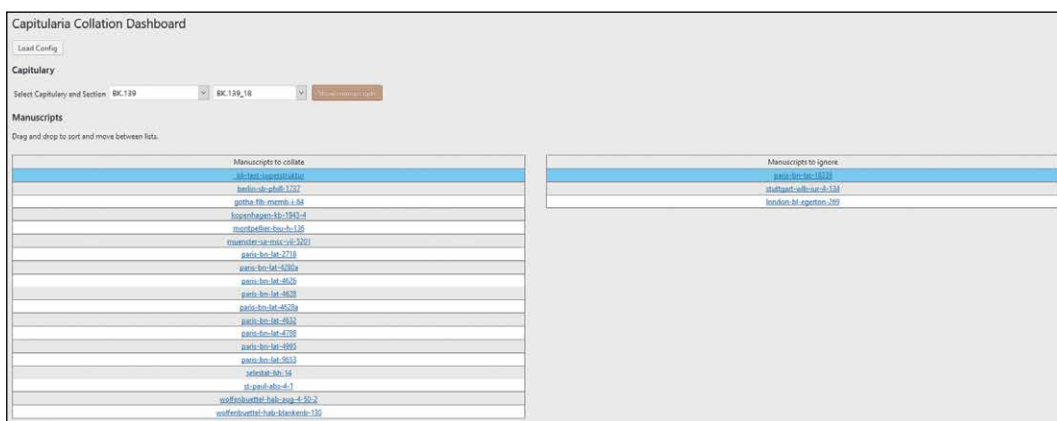 Capitularia Collation Dashboard
Load Config
Capitulary
Select Capitulary and Section BK.139 BK.139_18
Manuscripts
Drag and drop to sort and move between lists.
Manuscripts to collate
berlin-sb-phill-1737
gotha-flb-memb-i-84
kopenhagen-kb-1943-4
montpellier-biu-h-136
muenster-sa-msc-vii-5201
paris-bn-lat-2718
paris-bn-lat-4280a
paris-bn-lat-4626
paris-bn-lat-4628
paris-bn-lat-4628a
paris-bn-lat-4632
paris-bn-lat-4788
paris-bn-lat-4995
paris-bn-lat-9653
selestat-bh-14
st-paul-abs-4-1
wolfenbuettel-hab_aug-4-50-2
wolfenbuettel-hab-blankenb-130
Manuscripts to ignore
paris-bn-lat-18238
stuttgart-wlb-iur-4-134
london-bl-egerton-269